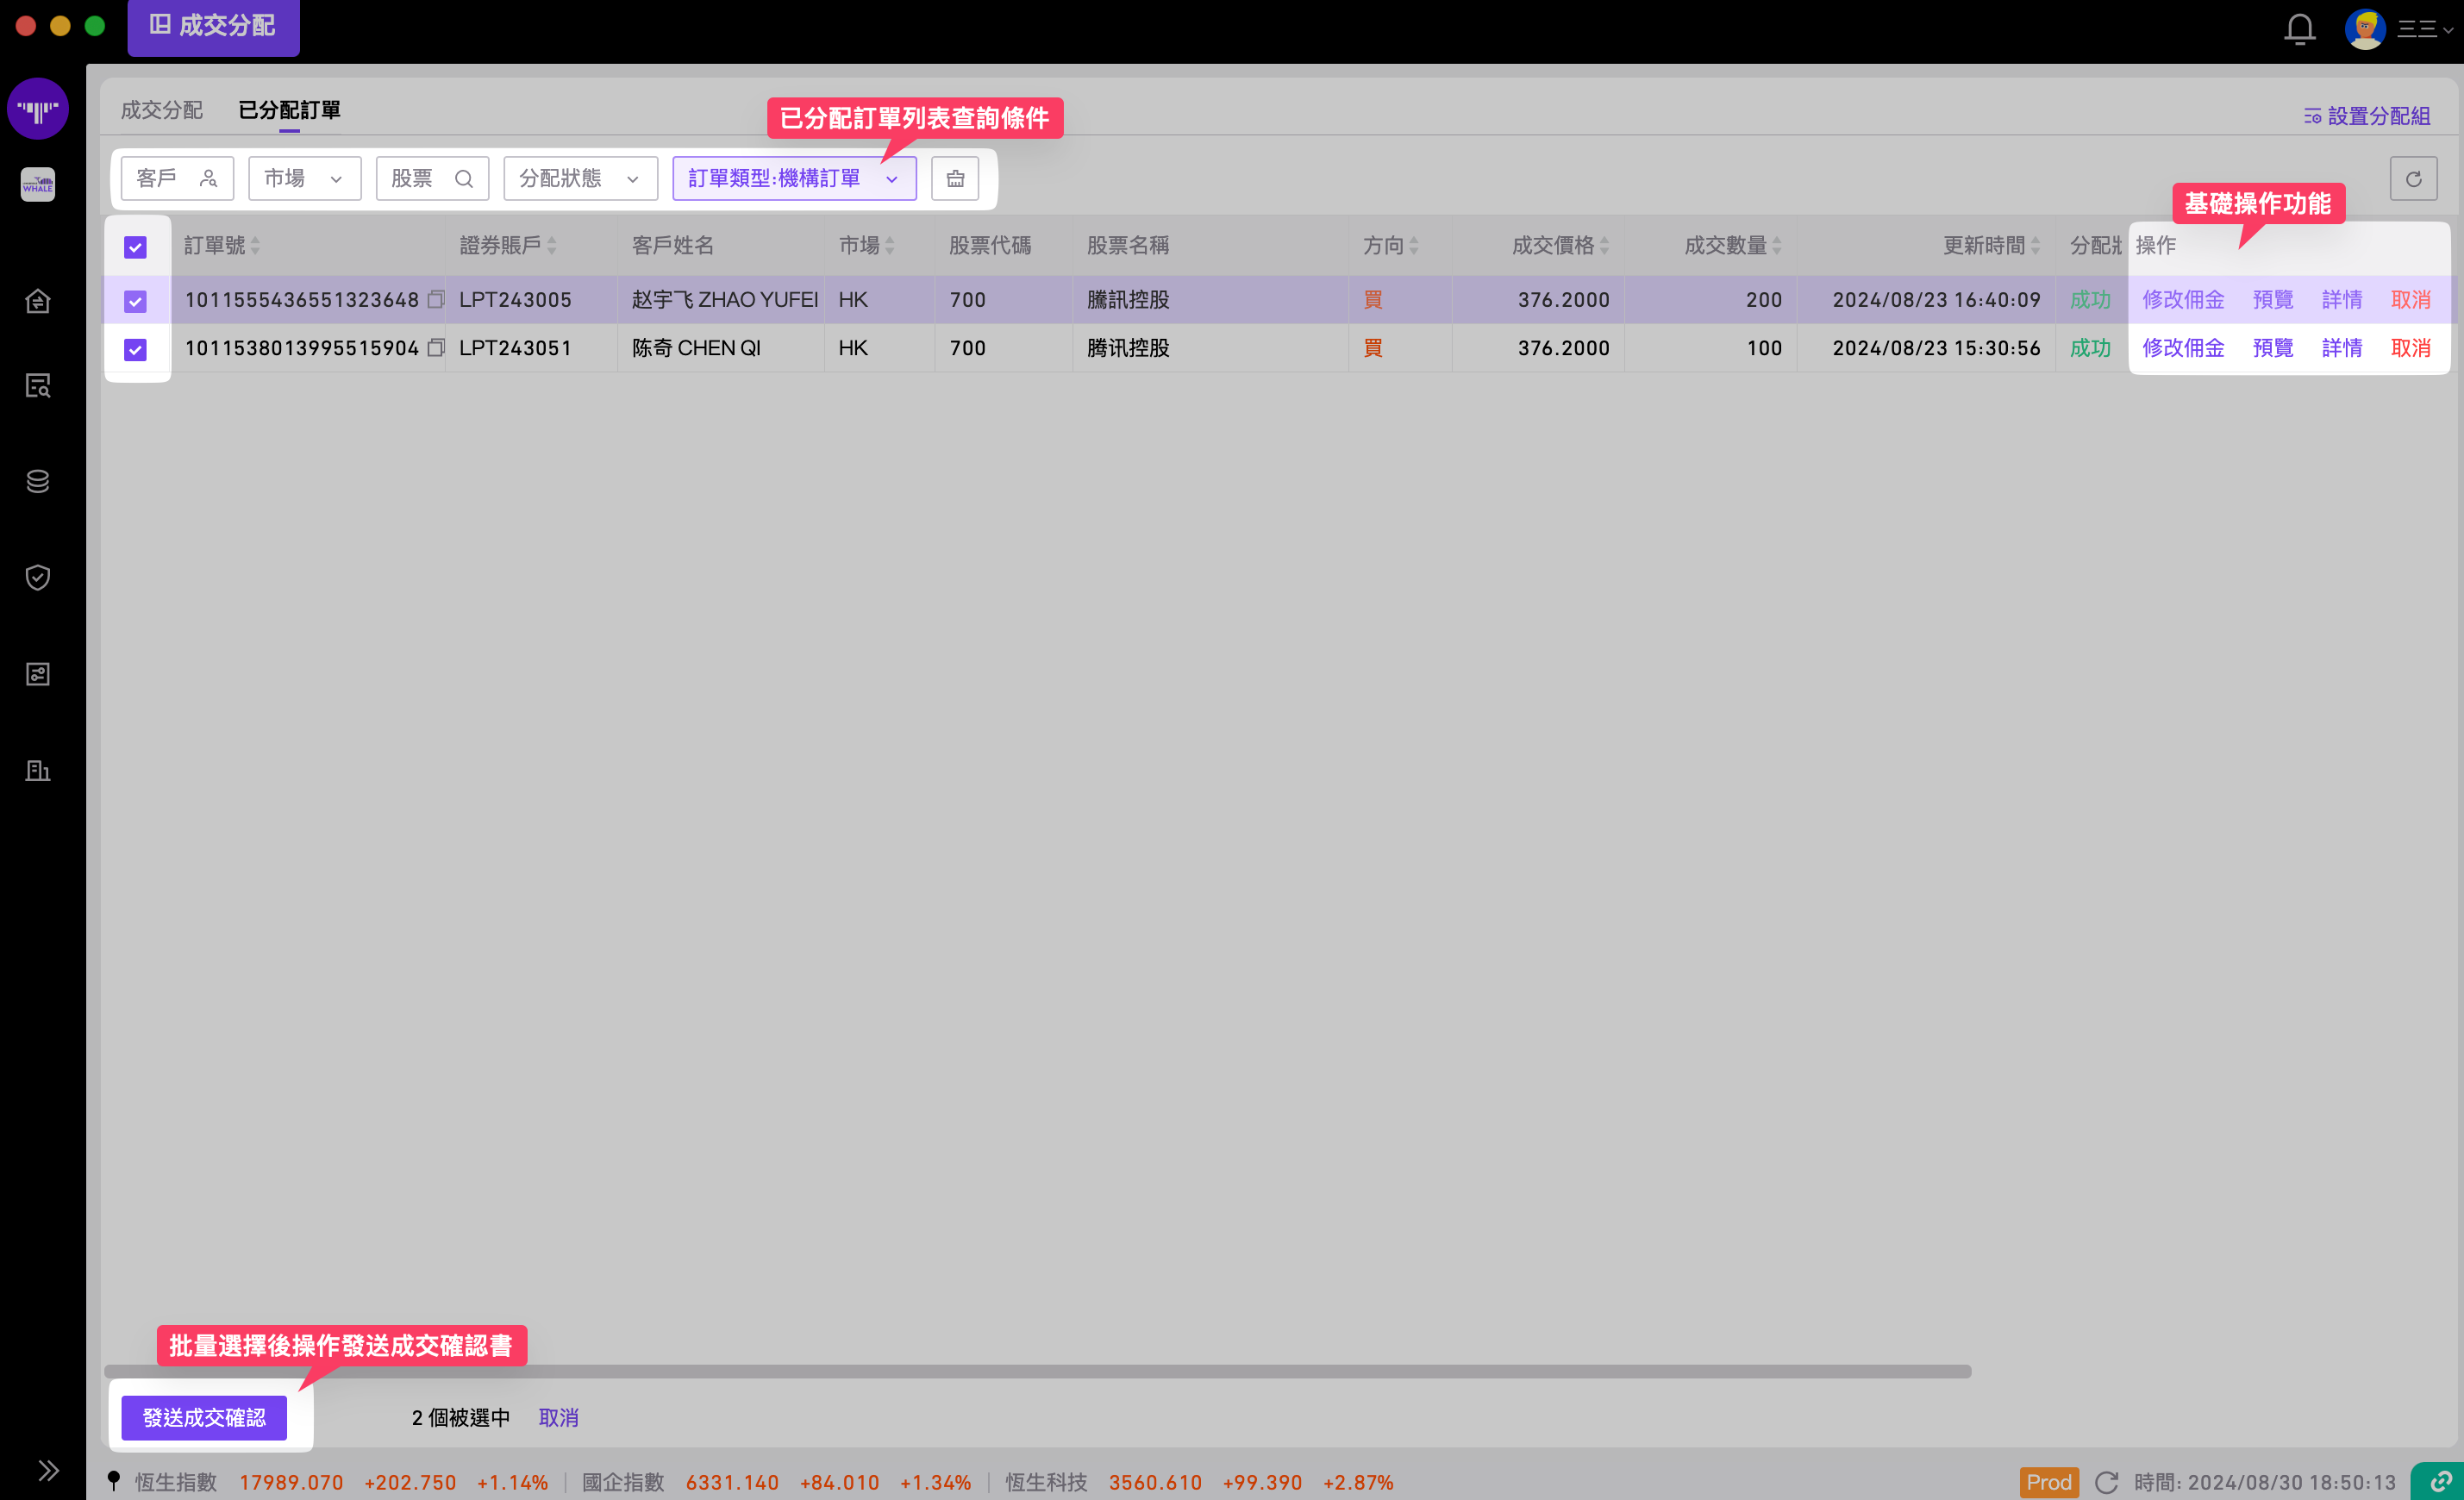 成交分配
三三
成交分配 已分配訂單
已分配訂單列表查詢條件
設置分配組
客戶 市場 股票 分配狀態 訂單類型:機構訂單
基礎操作功能
WHALE
訂單號 證券賬戶 客戶姓名 市場 股票代碼 股票名稱 方向 成交價格 成交數量 更新時間 分配狀 操作
1011555436551323648 LPT243005 赵宇飞 ZHAO YUFEI HK 700 騰訊控股 買 376.2000 200 2024/08/23 16:40:09 成功 修改佣金 預覽 詳情 取消
1011538013995515904 LPT243051 陈奇 CHEN QI HK 700 腾讯控股 買 376.2000 100 2024/08/23 15:30:56 成功 修改佣金 預覽 詳情 取消
批量選擇後操作發送成交確認書
發送成交確認 2 個被選中 取消
恆生指數 17989.070 +202.750 +1.14% 國企指數 6331.140 +84.010 +1.34% 恆生科技 3560.610 +99.390 +2.87% Prod 時間: 2024/08/30 18:50:13